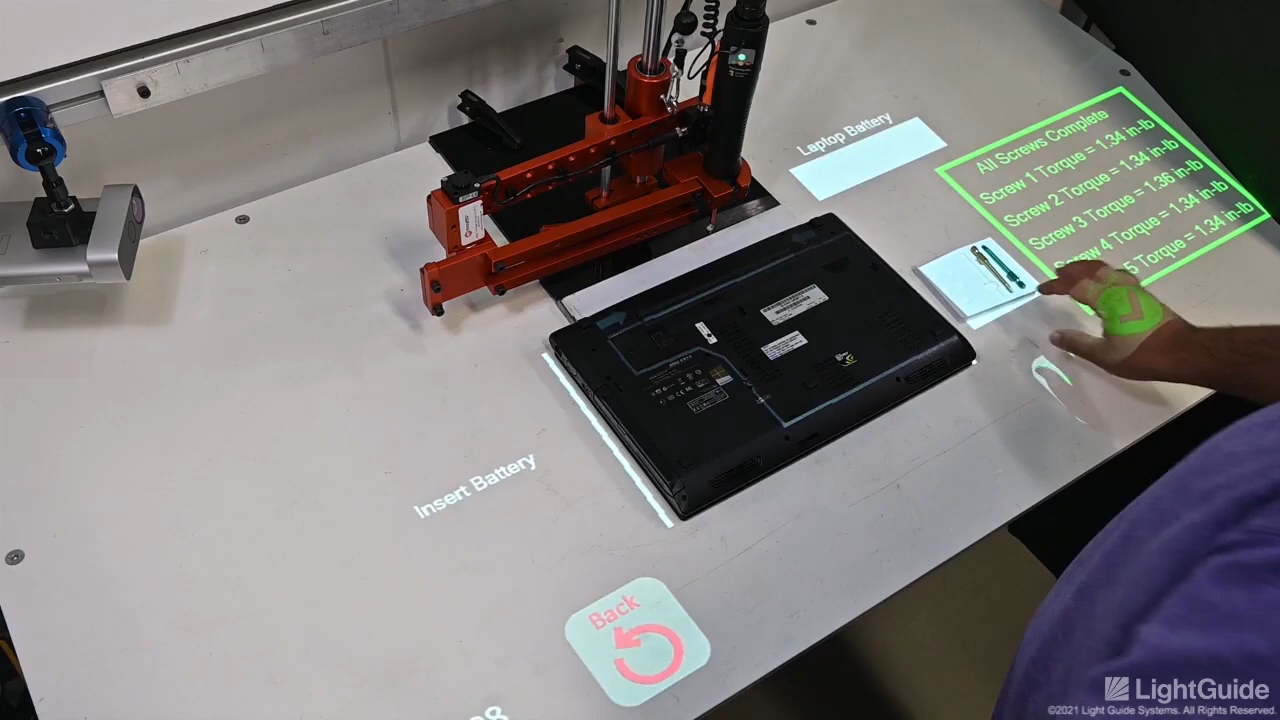 Laptop Battery
All Screws Complete
Screw 1 Torque = 1.34 in-lb
Screw 2 Torque = 1.34 in-lb
Screw 3 Torque = 1.36 in-lb
Screw 4 Torque = 1.34 in-lb
Torque = 1.34 in-lb
Insert Battery
Back
LightGuide
©2021 Light Guide Systems. All Rights Reserved.